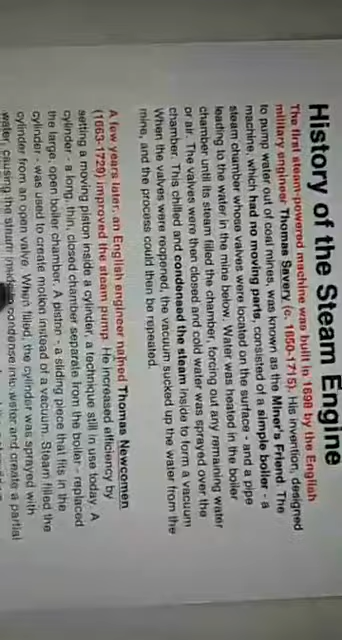 History of the Steam Engine
The first steam-powered machine was built in 1698 by the English
military engineer Thomas Savery (c. 1650-1715). His invention, designed
to pump water out of coal mines, was known as the Miner's Friend. The
machine, which had no moving parts, consisted of a simple boiler - a
steam chamber whose valves were located on the surface - and a pipe
leading to the water in the mine below. Water was heated in the boiler
chamber until its steam filled the chamber, forcing out any remaining water
or air. The valves were then closed and cold water was sprayed over the
chamber. This chilled and condensed the steam inside to form a vacuum
When the valves were reopened, the vacuum sucked up the water from the
mine, and the process could then be repeated.
A few years later, an English engineer named Thomas Newcomen
(1663-1729) improved the steam pump. He increased efficiency by
setting a moving piston inside a cylinder, a technique still in use today. A
cylinder - a long, thin, closed chamber separate from the boiler - replaced
the large, open boiler chamber. A piston - a sliding piece that fits in the
cylinder - was used to create motion instead of a vacuum. Steam filled the
cylinder from an open valve. When filled, the cylinder was sprayed with
water, causing the steam inside to condense into water and create a partial